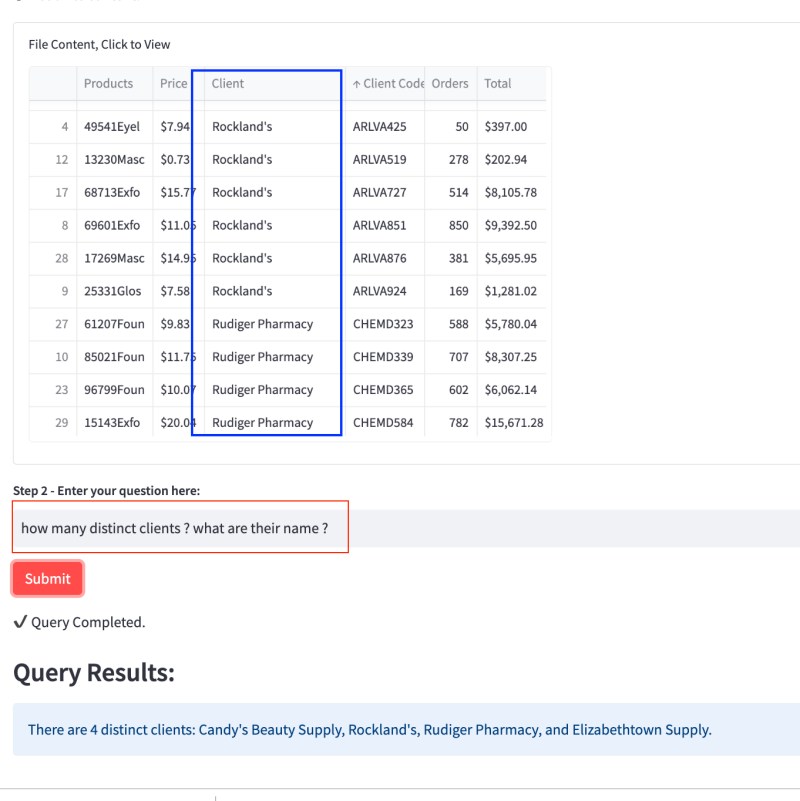 File Content, Click to View
Products Price Client ↑ Client Code Orders Total
4 49541Eyel $7.94 Rockland's ARLVA425 50 $397.00
12 13230Masc $0.73 Rockland's ARLVA519 278 $202.94
17 68713Exfo $15.77 Rockland's ARLVA727 514 $8,105.78
8 69601Exfo $11.05 Rockland's ARLVA851 850 $9,392.50
28 17269Masc $14.95 Rockland's ARLVA876 381 $5,695.95
9 25331Glos $7.58 Rockland's ARLVA924 169 $1,281.02
27 61207Foun $9.83 Rudiger Pharmacy CHEMD323 588 $5,780.04
10 85021Foun $11.75 Rudiger Pharmacy CHEMD339 707 $8,307.25
23 96799Foun $10.07 Rudiger Pharmacy CHEMD365 602 $6,062.14
29 15143Exfo $20.04 Rudiger Pharmacy CHEMD584 782 $15,671.28
Step 2 - Enter your question here:
how many distinct clients ? what are their name ?
Submit
✔ Query Completed.
Query Results:
There are 4 distinct clients: Candy's Beauty Supply, Rockland's, Rudiger Pharmacy, and Elizabethtown Supply.